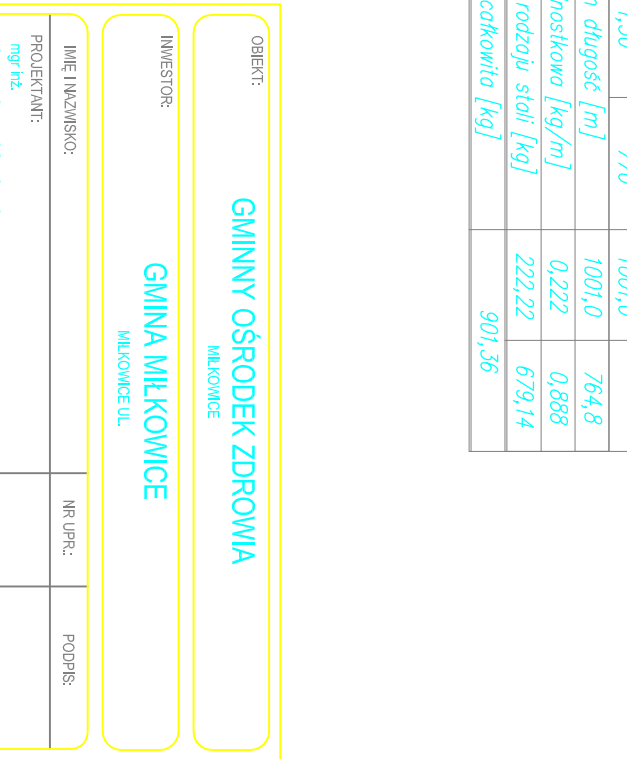 długość [m] 1001,0 764,8
[kg/m] 0,222 0,888
rodzaju stali [kg] 222,22 679,14
całkowita [kg] 901,36
OBIEKT:
GMINNY OŚRODEK ZDROWIA
MIŁKOWICE
INWESTOR:
GMINA MIŁKOWICE
MIŁKOWICE UL.
IMIĘ I NAZWISKO: NR UPR.: PODPIS:
PROJEKTANT:
mgr inż.